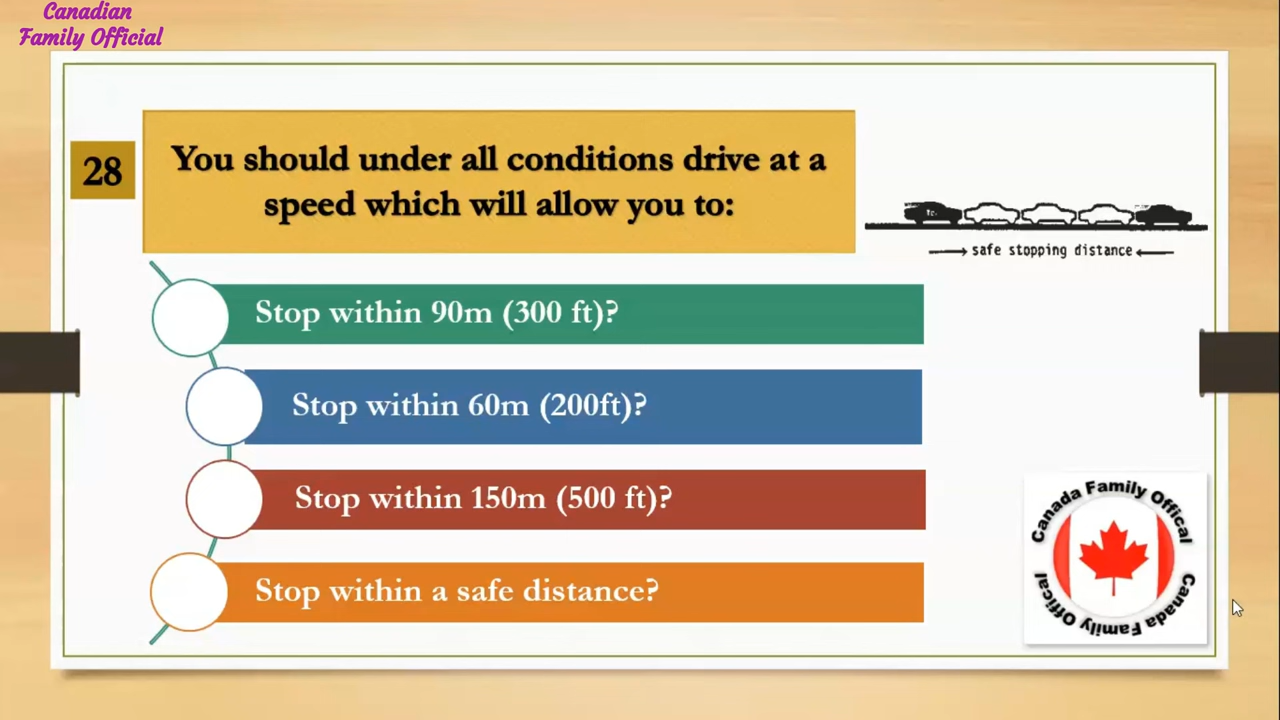 Canadian
Family Official
28
You should under all conditions drive at a
speed which will allow you to:
safe stopping distance
Stop within 90m (300 ft)?
Stop within 60m (200ft)?
Stop within 150m (500 ft)?
Stop within a safe distance?
Canada Family Offical
Canada Family Offical